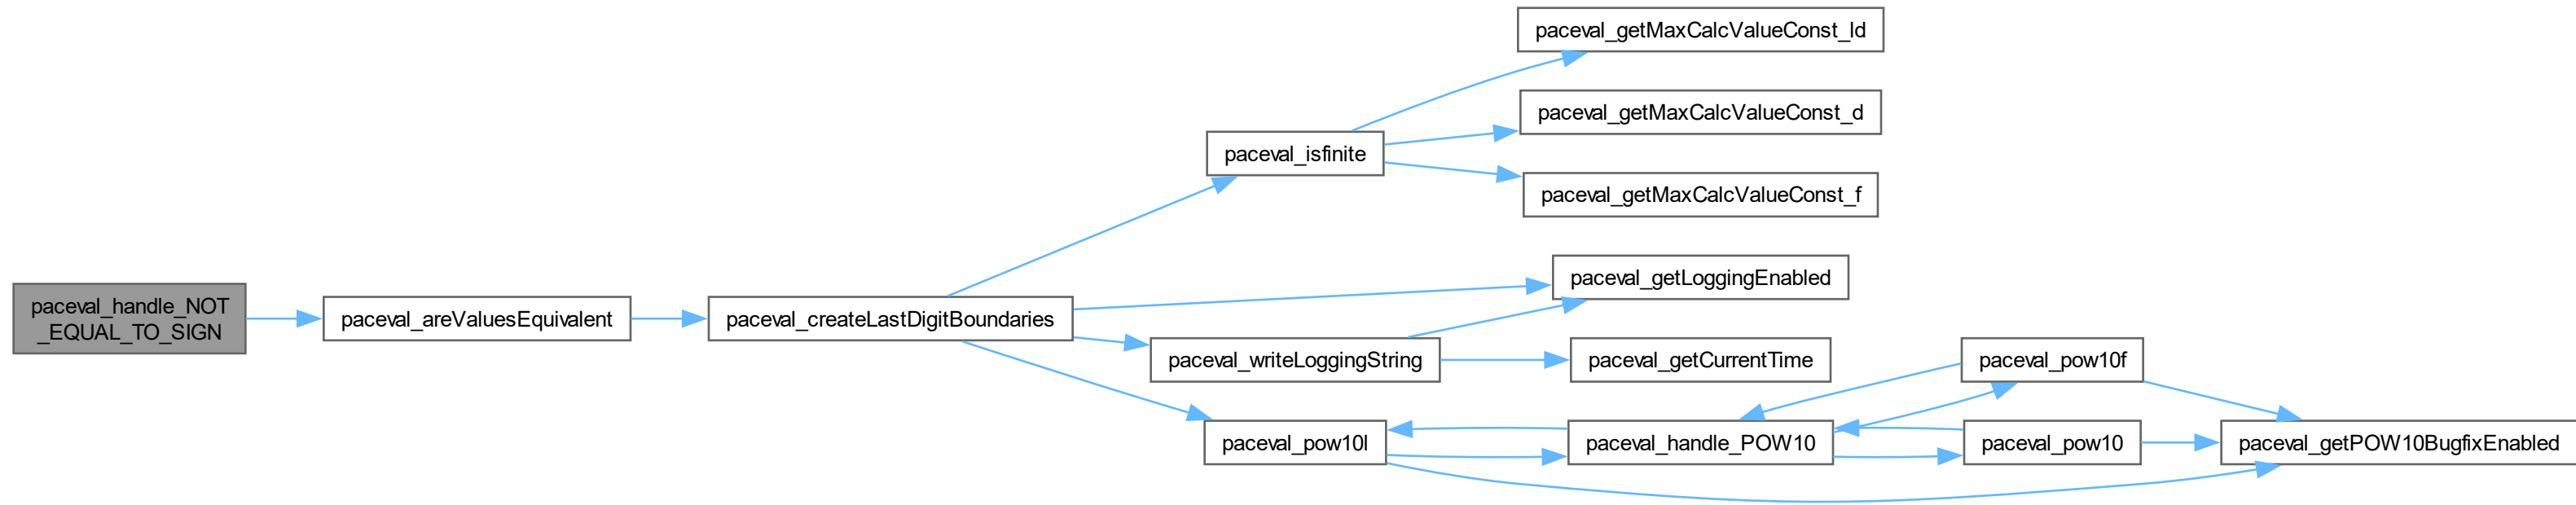 paceval_handle_NOT
_EQUAL_TO_SIGN
paceval_areValuesEquivalent
paceval_createLastDigitBoundaries
paceval_isfinite
paceval_getMaxCalcValueConst_ld
paceval_getMaxCalcValueConst_d
paceval_getMaxCalcValueConst_f
paceval_getLoggingEnabled
paceval_writeLoggingString
paceval_getCurrentTime
paceval_pow10l
paceval_handle_POW10
paceval_pow10f
paceval_pow10
paceval_getPOW10BugfixEnabled